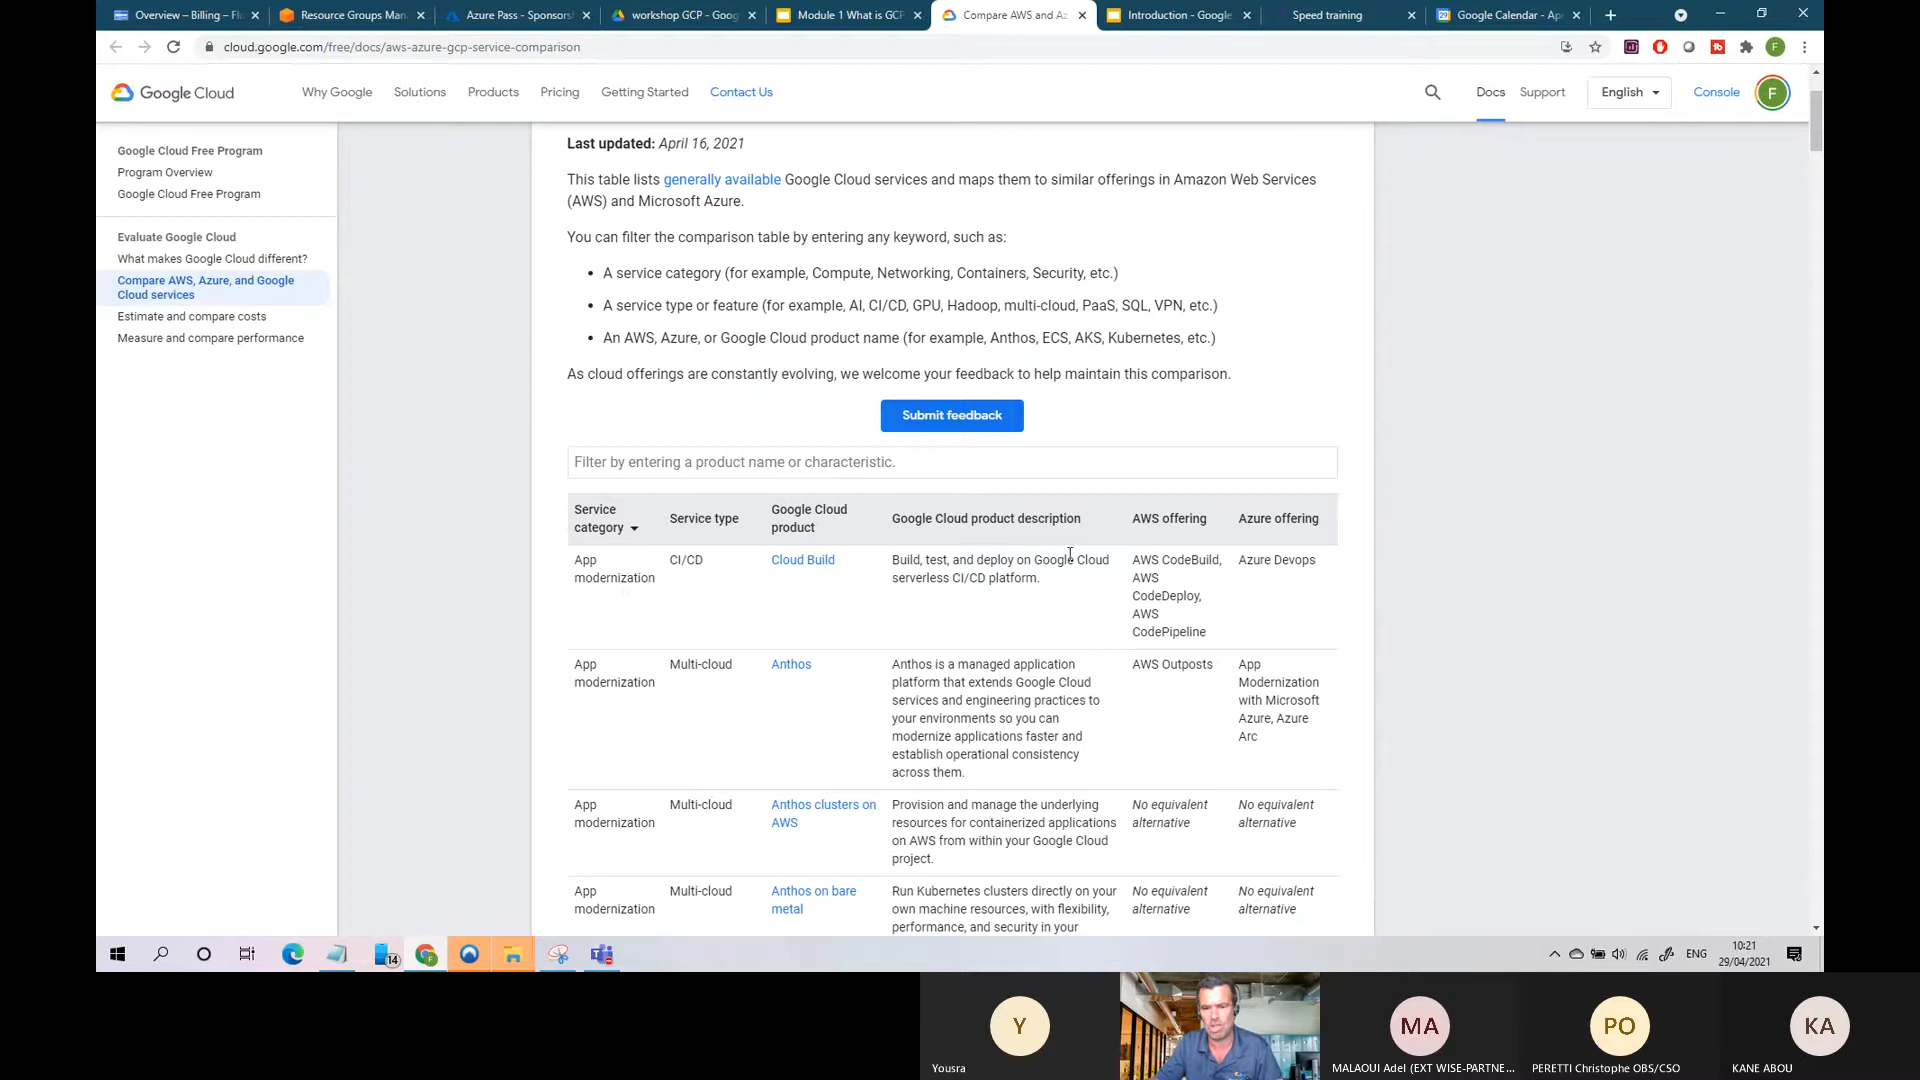 Overview – Billing – Flu
Resource Groups Man
Azure Pass - Sponsorsh
workshop GCP - Goog
Module 1 What is GCP
Compare AWS and Az
Introduction - Google
Speed training
Google Calendar - Apr
cloud.google.com/free/docs/aws-azure-gcp-service-comparison
F
Google Cloud
Why Google
Solutions
Products
Pricing
Getting Started
Contact Us
Docs
Support
English
Console
F
Google Cloud Free Program
Program Overview
Google Cloud Free Program
Evaluate Google Cloud
What makes Google Cloud different?
Compare AWS, Azure, and Google
Cloud services
Estimate and compare costs
Measure and compare performance
Last updated: April 16, 2021
This table lists generally available Google Cloud services and maps them to similar offerings in Amazon Web Services
(AWS) and Microsoft Azure.
You can filter the comparison table by entering any keyword, such as:
• A service category (for example, Compute, Networking, Containers, Security, etc.)
• A service type or feature (for example, AI, CI/CD, GPU, Hadoop, multi-cloud, PaaS, SQL, VPN, etc.)
• An AWS, Azure, or Google Cloud product name (for example, Anthos, ECS, AKS, Kubernetes, etc.)
As cloud offerings are constantly evolving, we welcome your feedback to help maintain this comparison.
Submit feedback
Filter by entering a product name or characteristic.
Service
category
Service type
Google Cloud
product
Google Cloud product description
AWS offering
Azure offering
App
modernization
CI/CD
Cloud Build
Build, test, and deploy on Google Cloud
serverless CI/CD platform.
AWS CodeBuild,
AWS
CodeDeploy,
AWS
CodePipeline
Azure Devops
App
modernization
Multi-cloud
Anthos
Anthos is a managed application
platform that extends Google Cloud
services and engineering practices to
your environments so you can
modernize applications faster and
establish operational consistency
across them.
AWS Outposts
App
Modernization
with Microsoft
Azure, Azure
Arc
App
modernization
Multi-cloud
Anthos clusters on
AWS
Provision and manage the underlying
resources for containerized applications
on AWS from within your Google Cloud
project.
No equivalent
alternative
No equivalent
alternative
App
modernization
Multi-cloud
Anthos on bare
metal
Run Kubernetes clusters directly on your
own machine resources, with flexibility,
performance, and security in your
No equivalent
alternative
No equivalent
alternative
14
ENG
10:21
29/04/2021
Y
Yousra
MA
MALAOUI Adel (EXT WISE-PARTNE...
PO
PERETTI Christophe OBS/CSO
KA
KANE ABOU